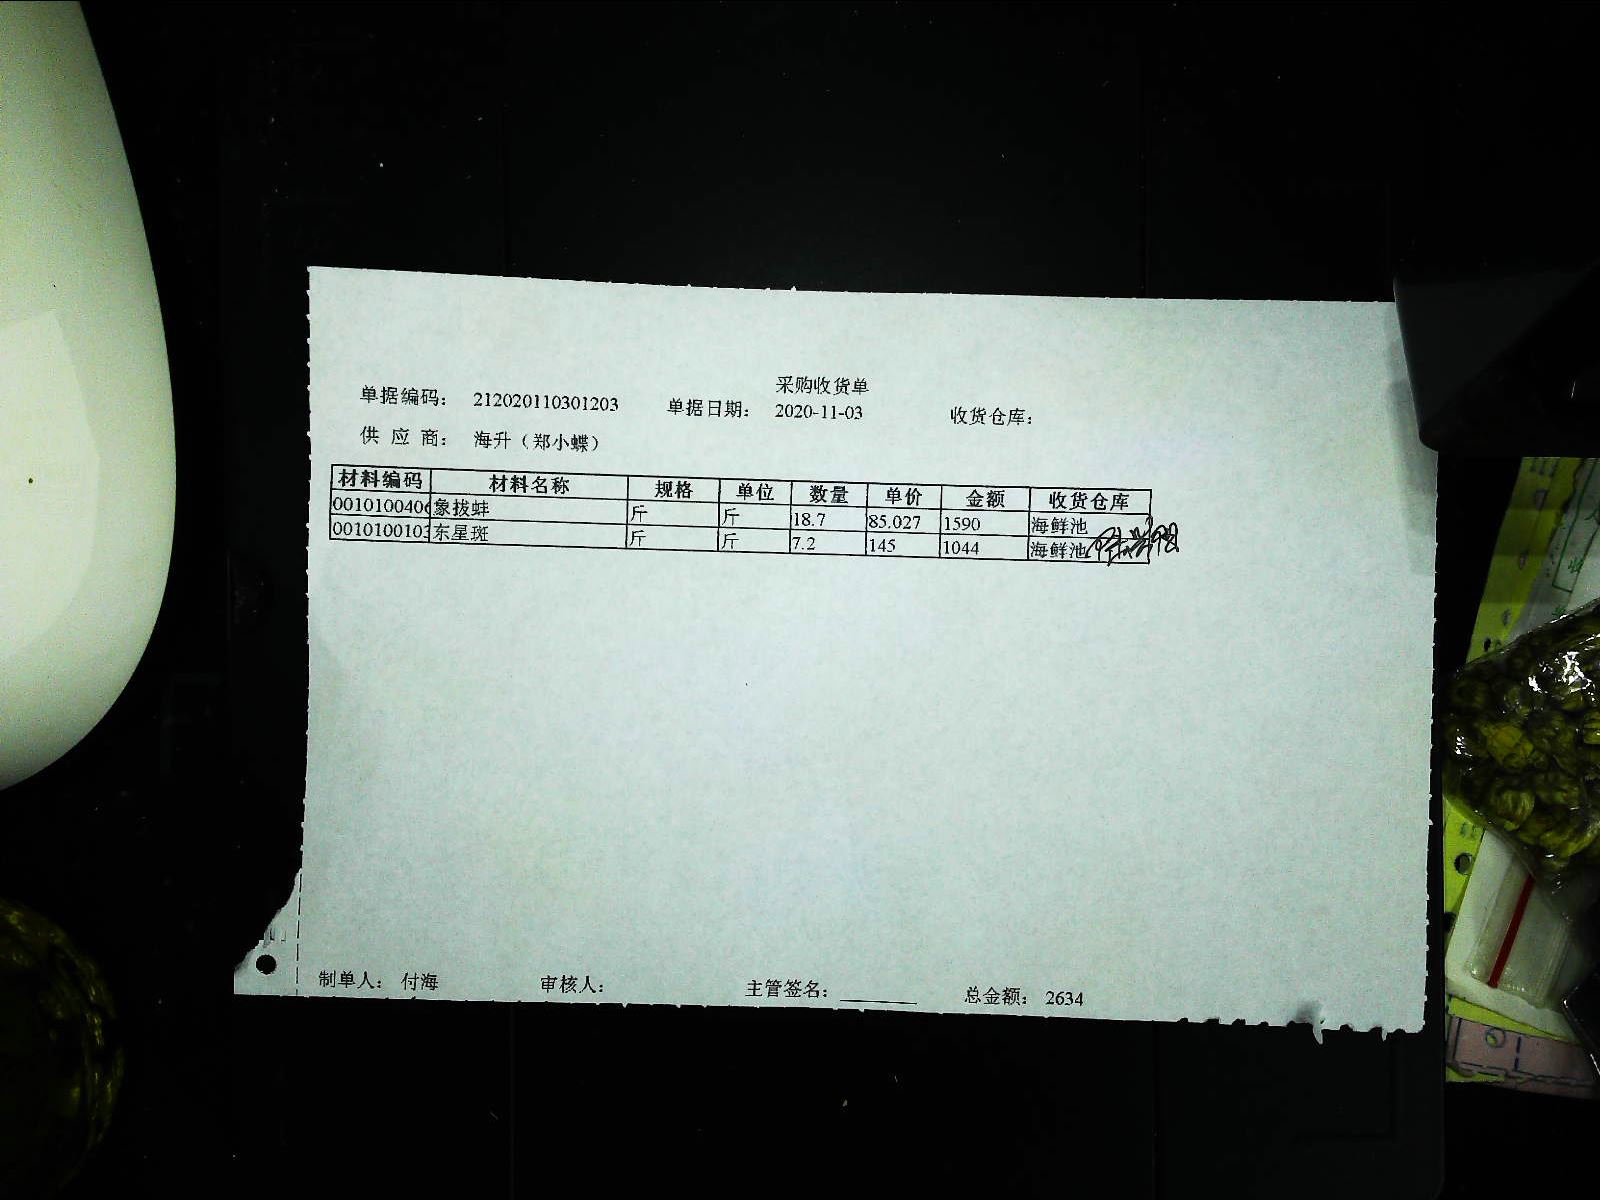 采购收货单
单据编码： 212020110301203 单据日期： 2020-11-03 收货仓库：
供 应 商： 海升（郑小蝶）
材料编码 材料名称 规格 单位 数量 单价 金额 收货仓库
0010100406 象拔蚌 斤 斤 18.7 85.027 1590 海鲜池
0010100103 东星斑 斤 斤 7.2 145 1044 海鲜池
制单人： 付海 审核人： 主管签名： 总金额： 2634